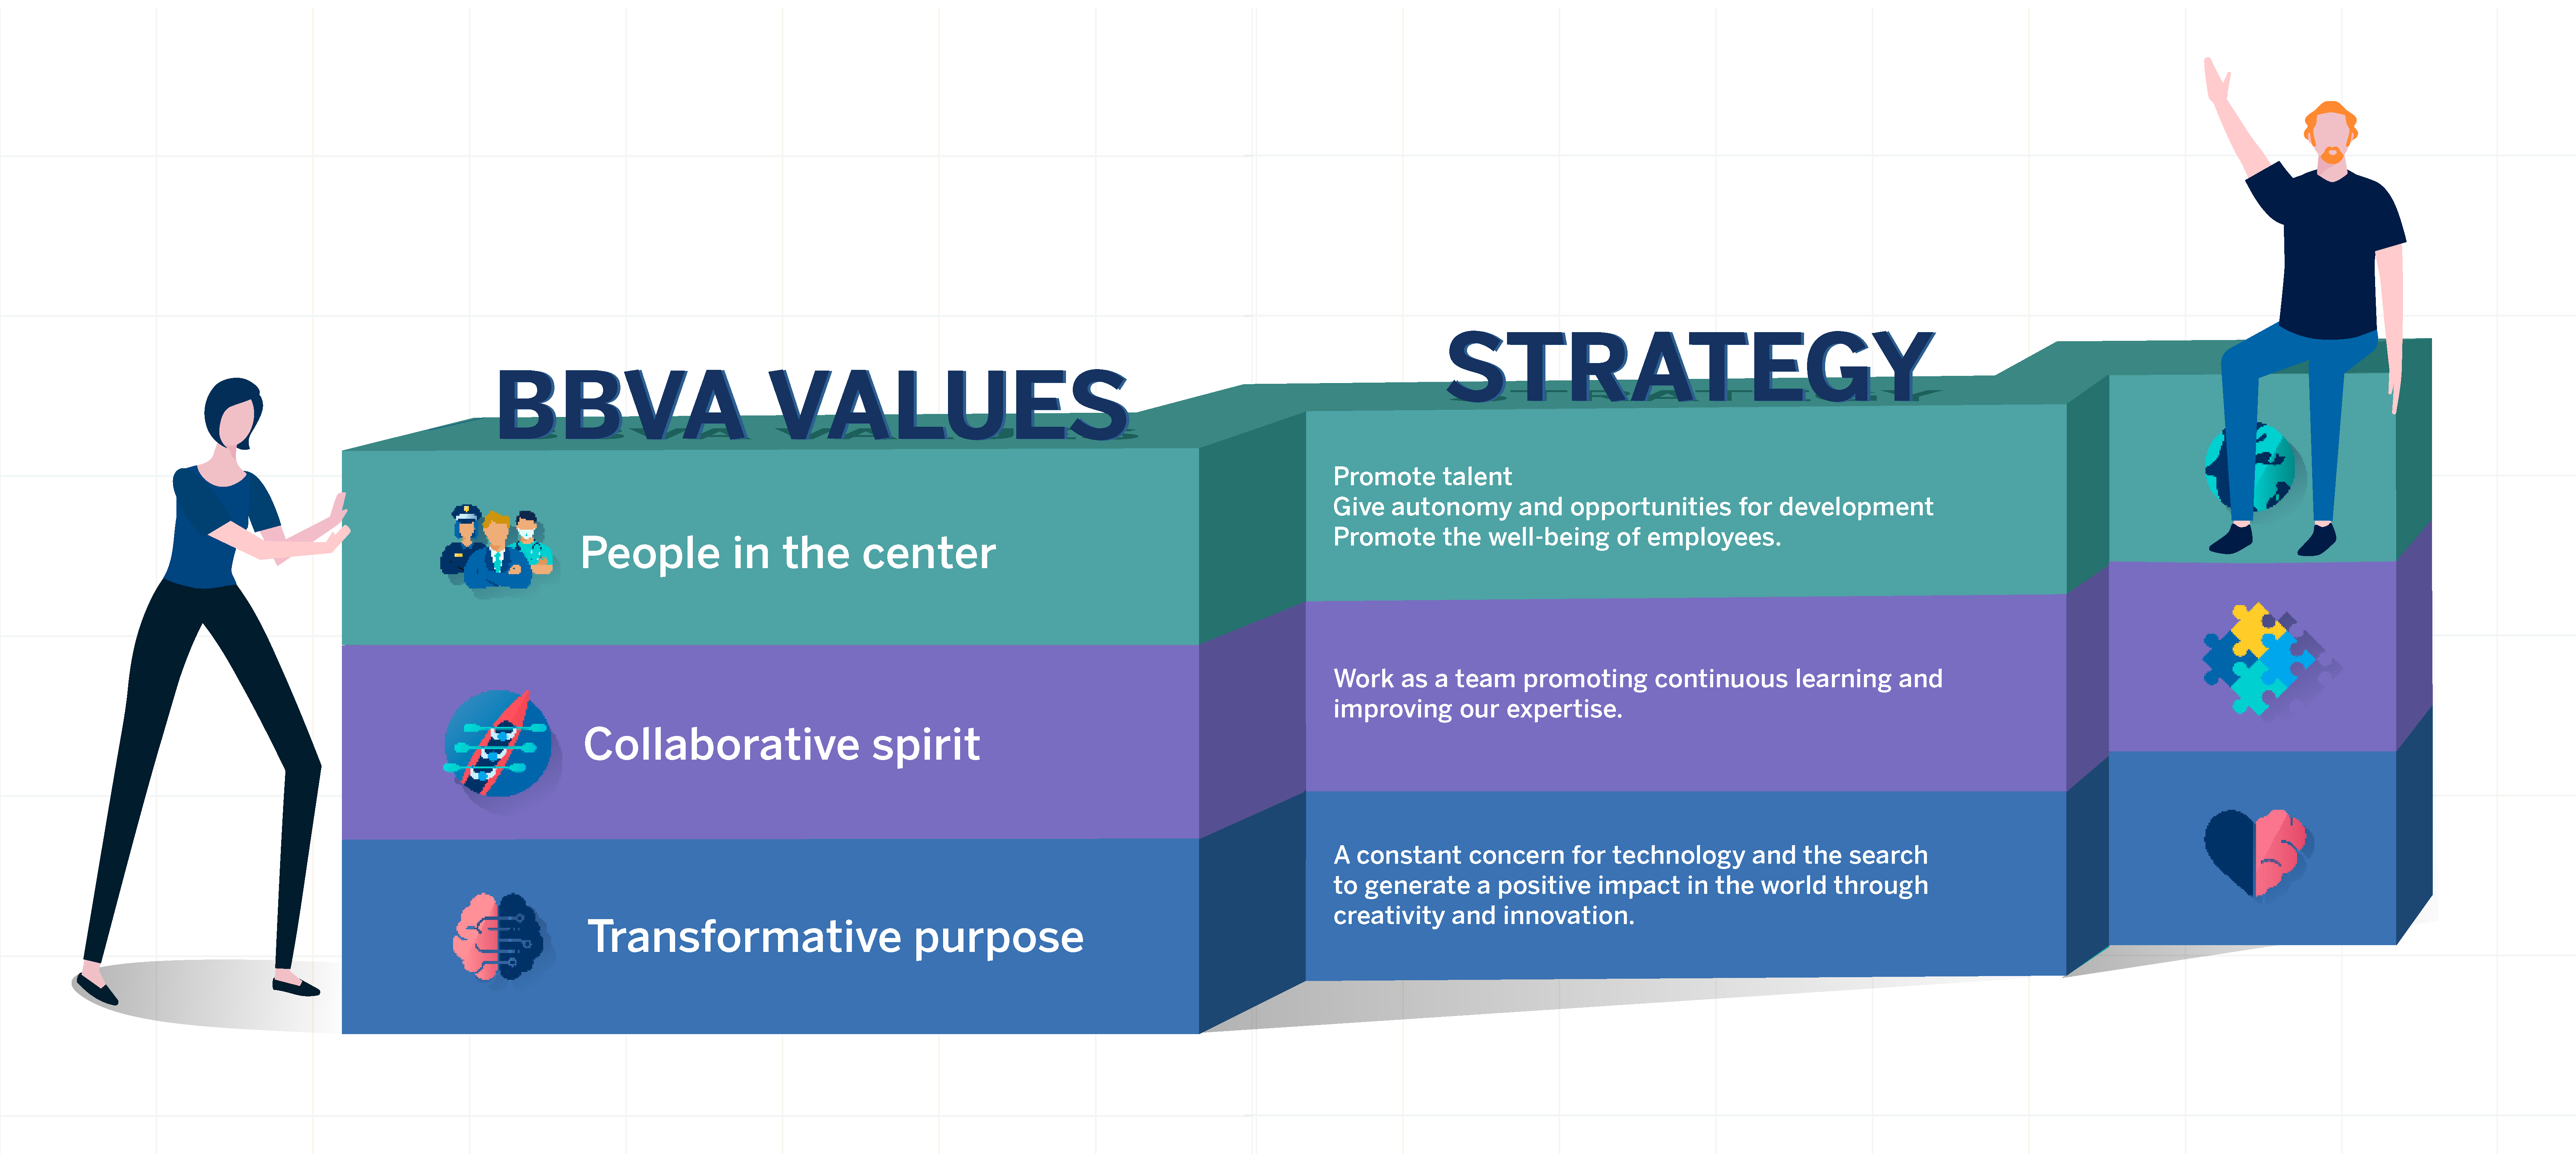 BBVA VALUES
STRATEGY
People in the center
Promote talent
Give autonomy and opportunities for development
Promote the well-being of employees.
Collaborative spirit
Work as a team promoting continuous learning and
improving our expertise.
Transformative purpose
A constant concern for technology and the search
to generate a positive impact in the world through
creativity and innovation.